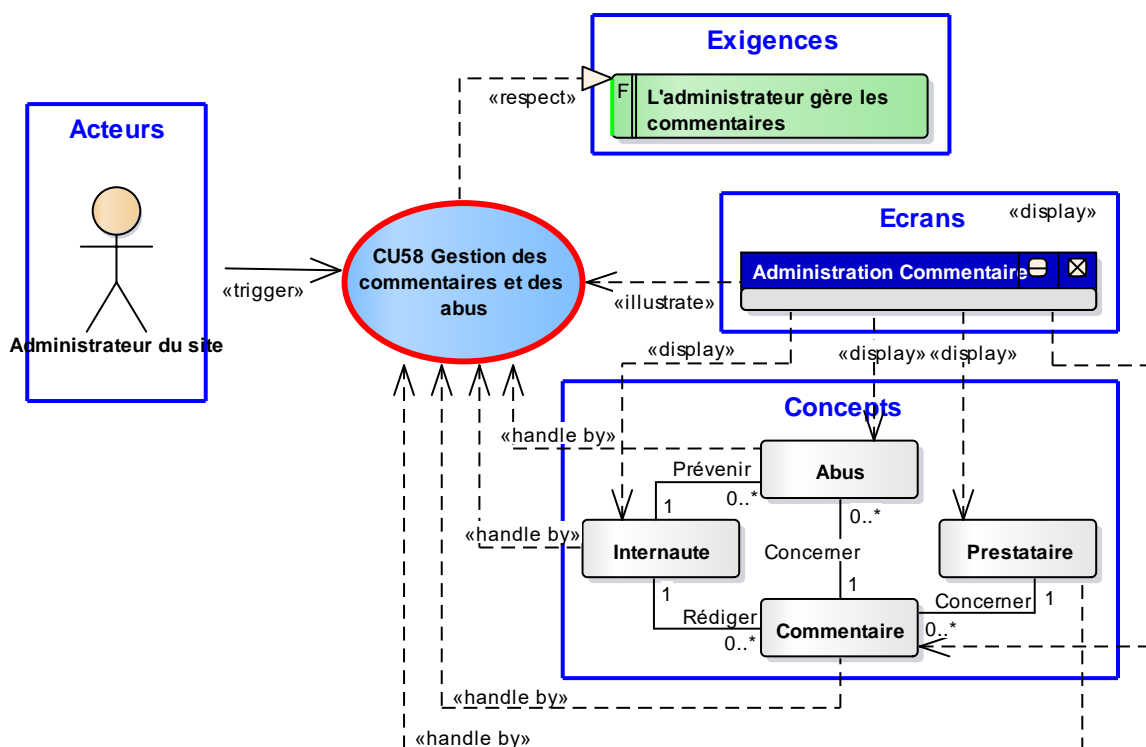 Exigences
F
L'administrateur gère les
commentaires
«respect»
Acteurs
Administrateur du site
«trigger»
CU58 Gestion des
commentaires et des
abus
Ecrans
«display»
Administration Commentaire
«illustrate»
«display»
«display»
«display»
Concepts
«handle by»
Prévenir
Abus
1
0..*
0..*
«handle by»
Internaute
Concerner
Prestataire
1
1
Concerner
1
Rédiger
0..*
Commentaire
0..*
«handle by»
«handle by»